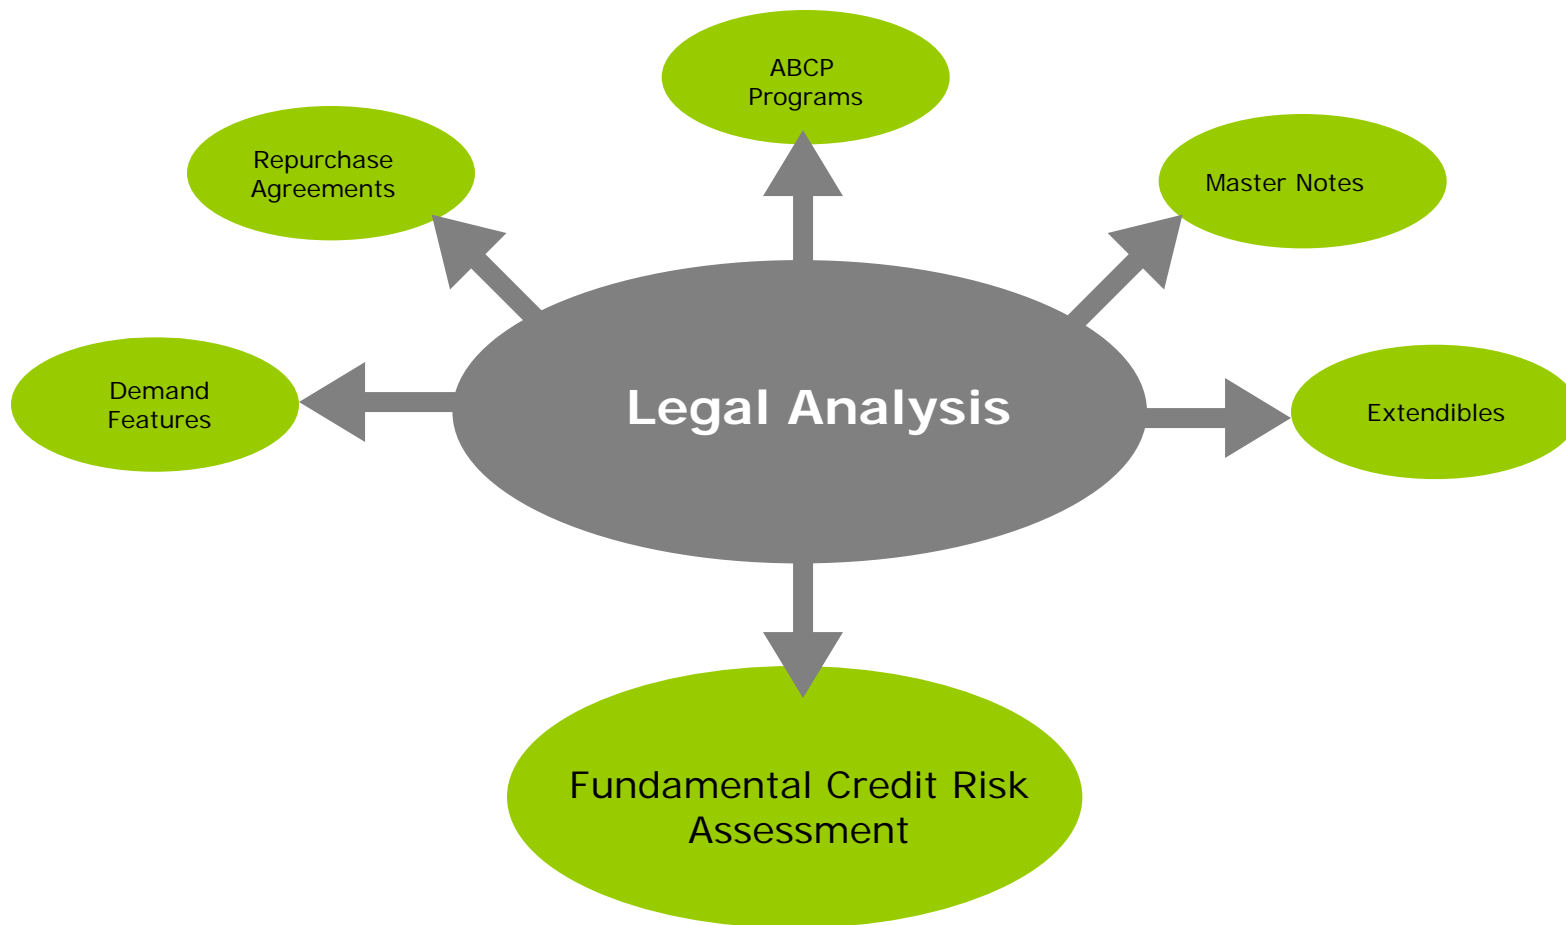 ABCP
Programs
Repurchase
Agreements
Master Notes
Demand
Features
Legal Analysis
Extendibles
Fundamental Credit Risk
Assessment